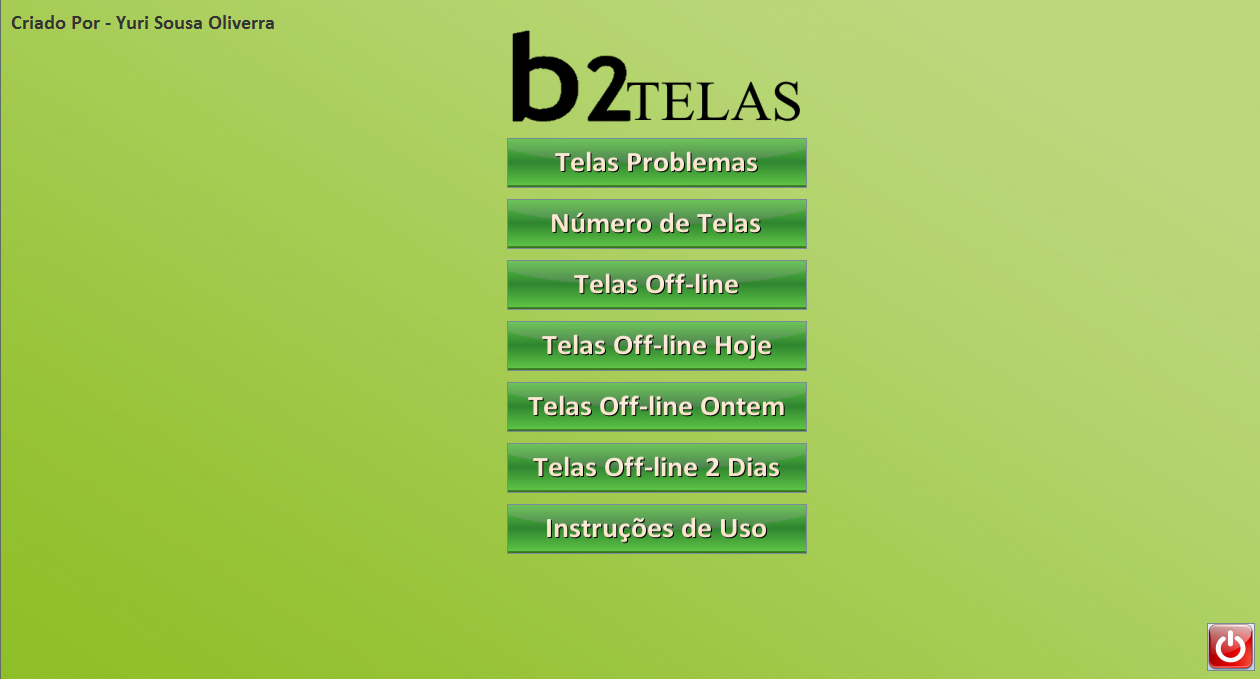 Criado Por - Yuri Sousa Oliverra
b2TELAS
Telas Problemas
Número de Telas
Telas Off-line
Telas Off-line Hoje
Telas Off-line Ontem
Telas Off-line 2 Dias
Instruções de Uso